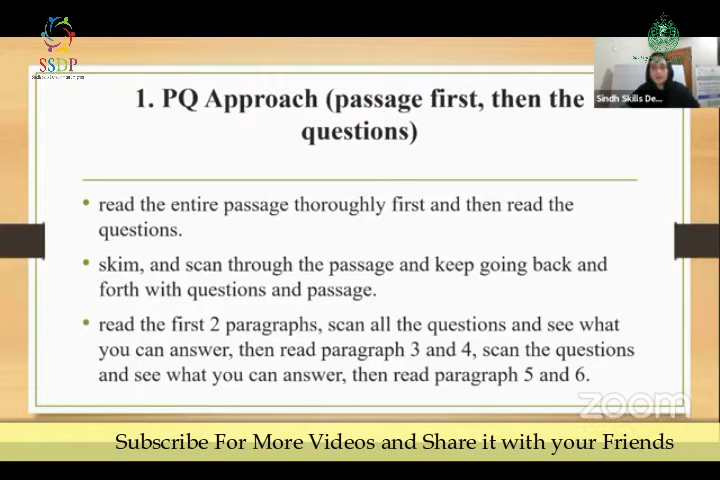 SSDP
Sindh Skills De...
1. PQ Approach (passage first, then the
questions)
• read the entire passage thoroughly first and then read the
questions.
• skim, and scan through the passage and keep going back and
forth with questions and passage.
• read the first 2 paragraphs, scan all the questions and see what
you can answer, then read paragraph 3 and 4, scan the questions
and see what you can answer, then read paragraph 5 and 6.
zoom
Subscribe For More Videos and Share it with your Friends